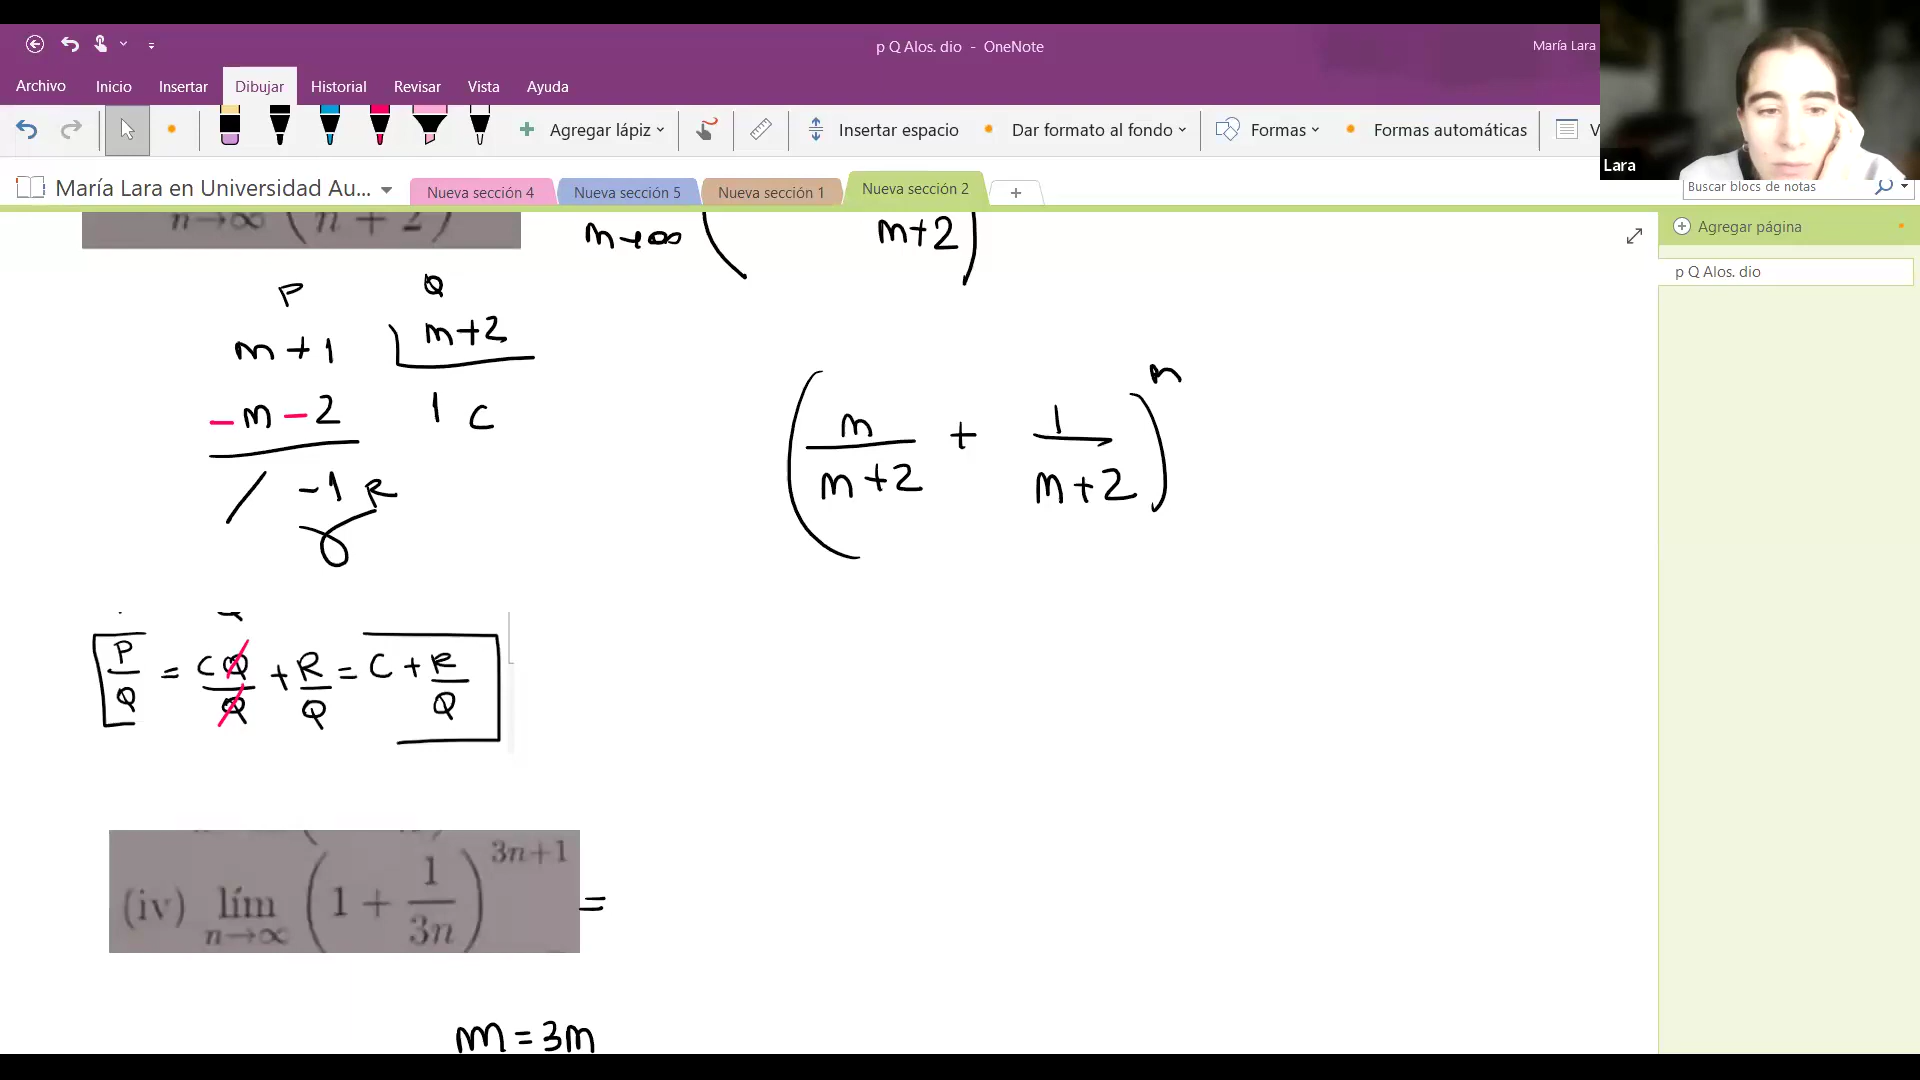 p Q Alos. dio - OneNote
María Lara
Archivo Inicio Insertar Dibujar Historial Revisar Vista Ayuda
Agregar lápiz Insertar espacio Dar formato al fondo Formas Formas automáticas V
Lara
María Lara en Universidad Au... Nueva sección 4 Nueva sección 5 Nueva sección 1 Nueva sección 2 + Buscar blocs de notas
Agregar página
p Q Alos. dio
n→∞ (n + 2)
m→∞ ( m+2 )
P Q
m+1 m+2
-m-2 1 C
/ -1 R
(m/(m+2) + 1/(m+2))^m
P/Q = CQ/Q + R/Q = C + R/Q
(iv) lím n→∞ (1 + 1/3n)^3n+1 =
m = 3m